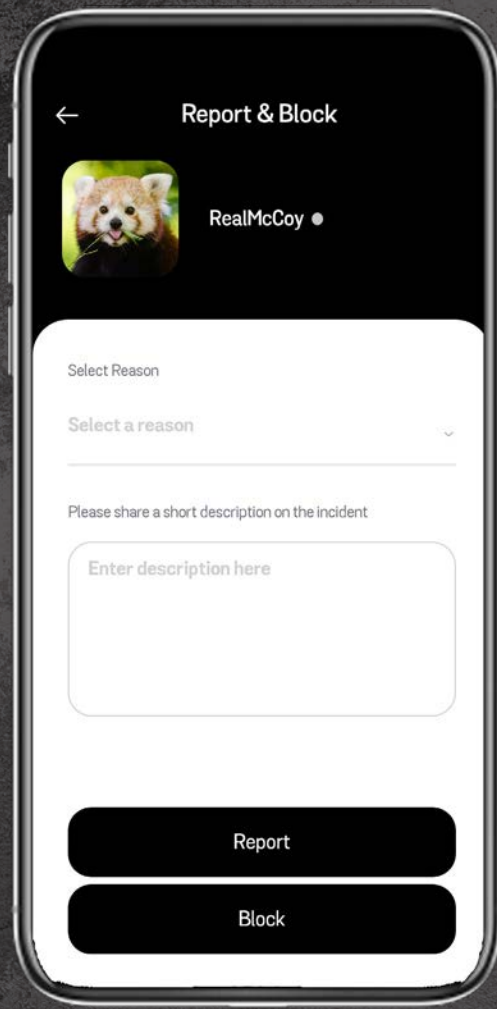 Report & Block
RealMcCoy
Select Reason
Select a reason
Please share a short description on the incident
Enter description here
Report
Block